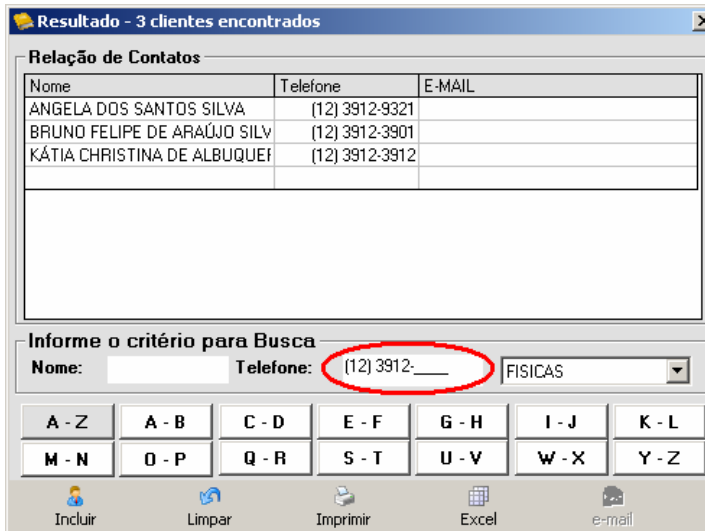 Resultado - 3 clientes encontrados
Relação de Contatos
Nome Telefone E-MAIL
ANGELA DOS SANTOS SILVA (12) 3912-9321
BRUNO FELIPE DE ARAÚJO SILV (12) 3912-3901
KÁTIA CHRISTINA DE ALBUQUEF (12) 3912-3912
Informe o critério para Busca
Nome: Telefone: (12) 3912-____ FISICAS
A - Z A - B C - D E - F G - H I - J K - L
M - N O - P Q - R S - T U - V W - X Y - Z
Incluir Limpar Imprimir Excel e-mail